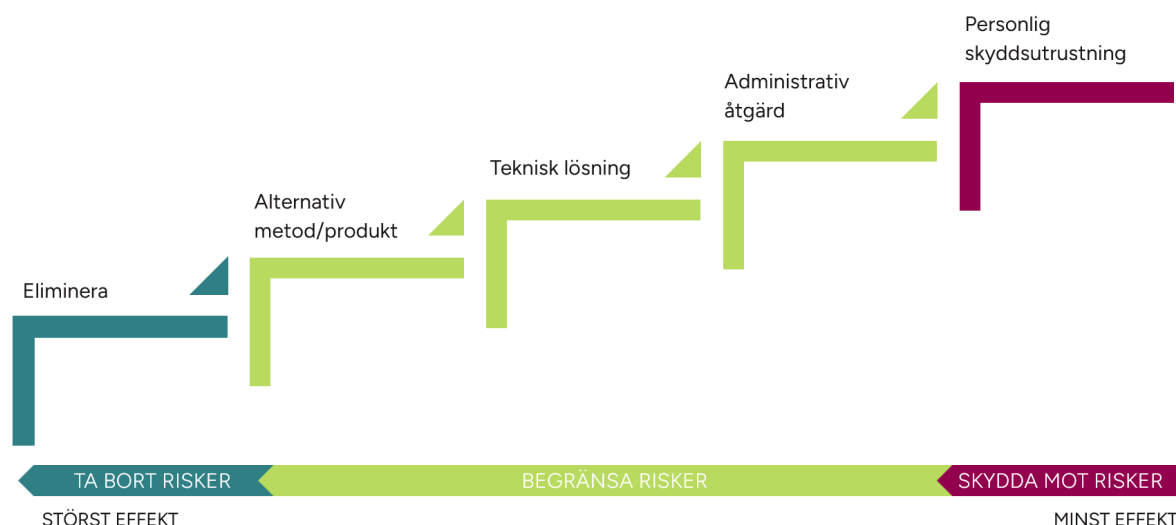 Personlig
skyddsutrustning
Administrativ
åtgärd
Teknisk lösning
Alternativ
metod/produkt
Eliminera
TA BORT RISKER
BEGRÄNSA RISKER
SKYDDA MOT RISKER
STÖRST EFFEKT
MINST EFFEKT